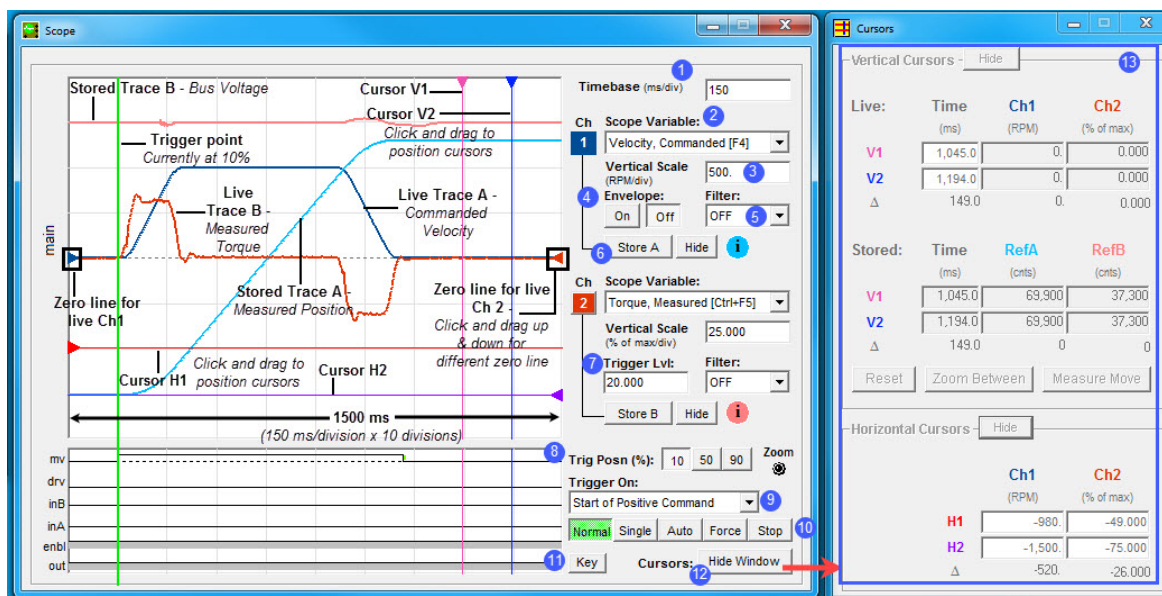 Scope
Stored Trace B - Bus Voltage
Cursor V1
Cursor V2
Click and drag to
position cursors
Trigger point
Currently at 10%
Live
Trace B -
Measured
Torque
Live Trace A -
Commanded
Velocity
main
Zero line for
live Ch1
Stored Trace A -
Measured Position
Zero line for live
Ch 2 -
Click and drag up
& down for
different zero line
Click and drag to
position cursors
Cursor H1
Cursor H2
1500 ms
(150 ms/division x 10 divisions)
mv
drv
inB
inA
enbl
out
1
Timebase (ms/div) 150
Ch Scope Variable: 2
1 Velocity, Commanded [F4]
Vertical Scale
(RPM/div) 500. 3
4 Envelope: Filter:
On Off OFF 5
6 Store A Hide i
Ch Scope Variable:
2 Torque, Measured [Ctrl+F5]
Vertical Scale
(% of max/div) 25.000
7 Trigger Lvl: Filter:
20.000 OFF
Store B Hide i
8 Trig Posn (%): 10 50 90 Zoom
Trigger On:
Start of Positive Command 9
Normal Single Auto Force Stop 10
11 Key Cursors: Hide Window
12
Cursors
Vertical Cursors - Hide 13
Live: Time Ch1 Ch2
(ms) (RPM) (% of max)
V1 1,045.0 0. 0.000
V2 1,194.0 0. 0.000
Δ 149.0 0. 0.000
Stored: Time RefA RefB
(ms) (cnts) (cnts)
V1 1,045.0 69,900 37,300
V2 1,194.0 69,900 37,300
Δ 149.0 0 0
Reset Zoom Between Measure Move
Horizontal Cursors - Hide
Ch1 Ch2
(RPM) (% of max)
H1 -980. -49.000
H2 -1,500. -75.000
Δ -520. -26.000